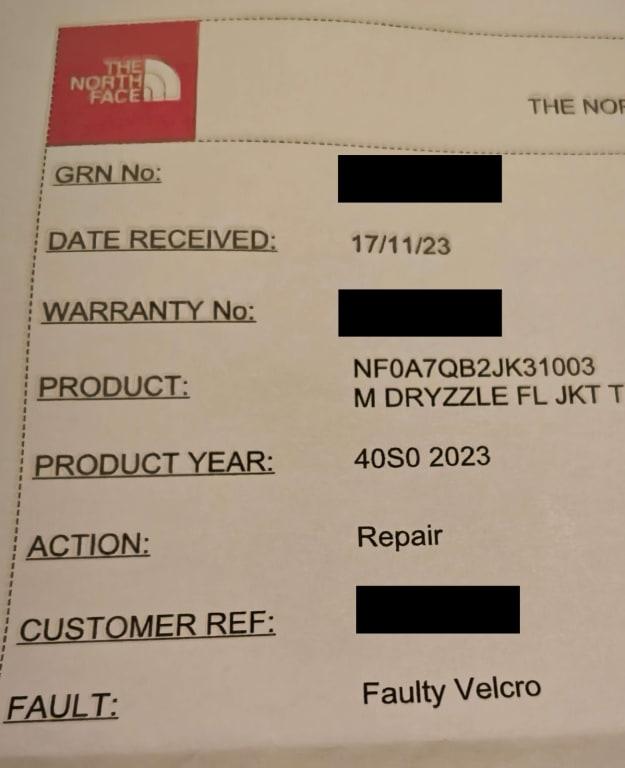 THE
NORTH
FACE
THE NOR
GRN No:
DATE RECEIVED: 17/11/23
WARRANTY No:
PRODUCT: NF0A7QB2JK31003
M DRYZZLE FL JKT T
PRODUCT YEAR: 40S0 2023
ACTION: Repair
CUSTOMER REF:
FAULT: Faulty Velcro